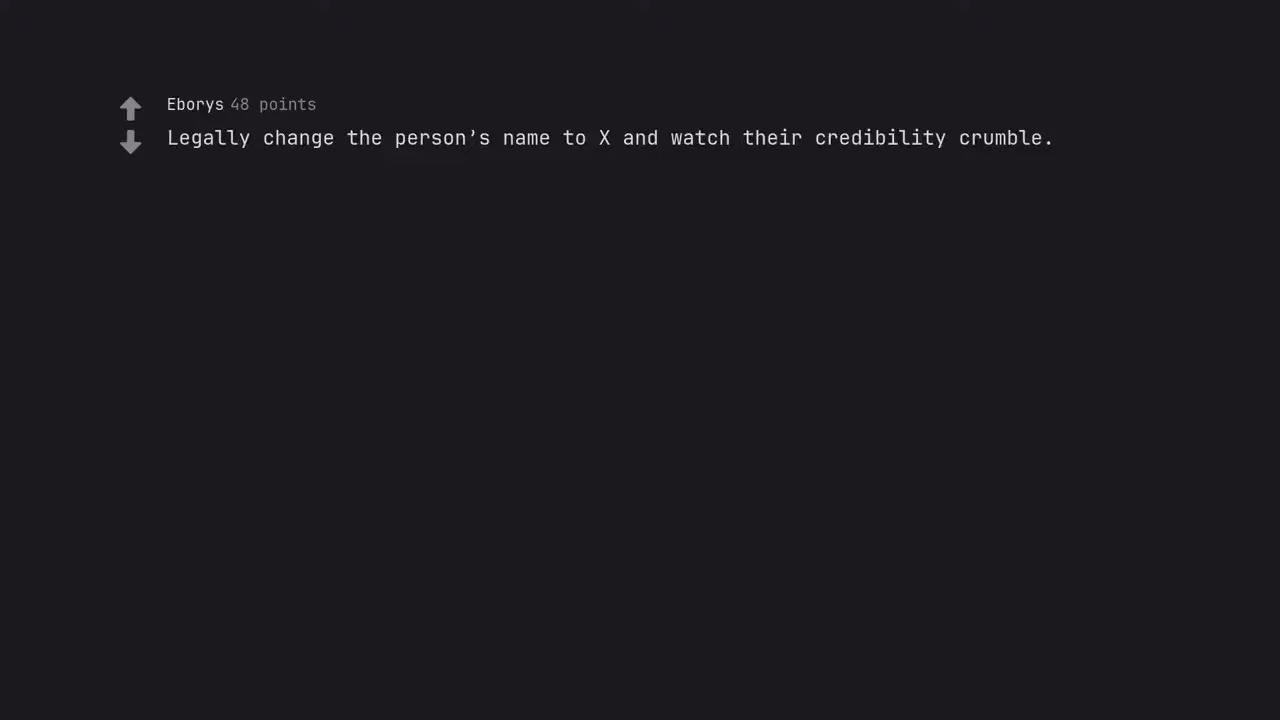 Eborys 48 points
Legally change the person’s name to X and watch their credibility crumble.